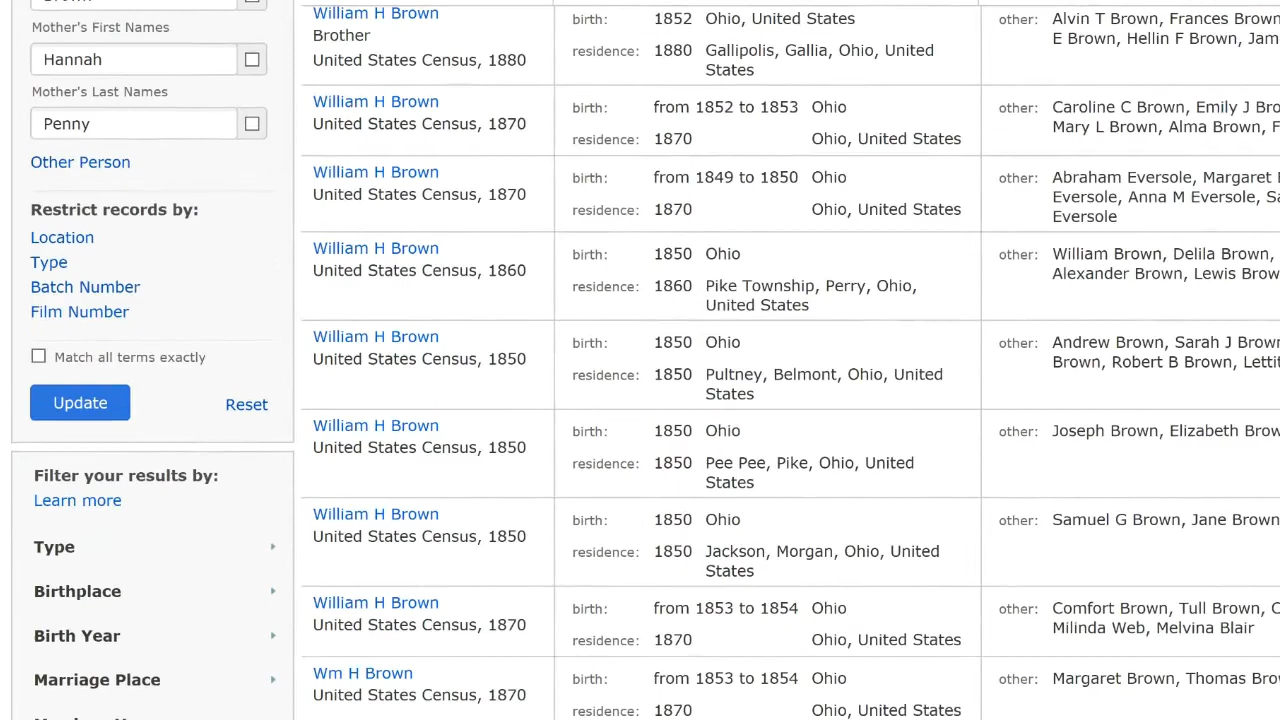 Mother's First Names
Hannah
Mother's Last Names
Penny
Other Person
Restrict records by:
Location
Type
Batch Number
Film Number
Match all terms exactly
Update Reset
Filter your results by:
Learn more
Type
Birthplace
Birth Year
Marriage Place
William H Brown
Brother
United States Census, 1880
birth: 1852 Ohio, United States
residence: 1880 Gallipolis, Gallia, Ohio, United
States
other: Alvin T Brown, Frances Brown
E Brown, Hellin F Brown, Jam
William H Brown
United States Census, 1870
birth: from 1852 to 1853 Ohio
residence: 1870 Ohio, United States
other: Caroline C Brown, Emily J Bro
Mary L Brown, Alma Brown, F
William H Brown
United States Census, 1870
birth: from 1849 to 1850 Ohio
residence: 1870 Ohio, United States
other: Abraham Eversole, Margaret E
Eversole, Anna M Eversole, Sa
Eversole
William H Brown
United States Census, 1860
birth: 1850 Ohio
residence: 1860 Pike Township, Perry, Ohio,
United States
other: William Brown, Delila Brown,
Alexander Brown, Lewis Brow
William H Brown
United States Census, 1850
birth: 1850 Ohio
residence: 1850 Pultney, Belmont, Ohio, United
States
other: Andrew Brown, Sarah J Brown
Brown, Robert B Brown, Letti
William H Brown
United States Census, 1850
birth: 1850 Ohio
residence: 1850 Pee Pee, Pike, Ohio, United
States
other: Joseph Brown, Elizabeth Brow
William H Brown
United States Census, 1850
birth: 1850 Ohio
residence: 1850 Jackson, Morgan, Ohio, United
States
other: Samuel G Brown, Jane Brown
William H Brown
United States Census, 1870
birth: from 1853 to 1854 Ohio
residence: 1870 Ohio, United States
other: Comfort Brown, Tull Brown, C
Milinda Web, Melvina Blair
Wm H Brown
United States Census, 1870
birth: from 1853 to 1854 Ohio
residence: 1870 Ohio, United States
other: Margaret Brown, Thomas Bro